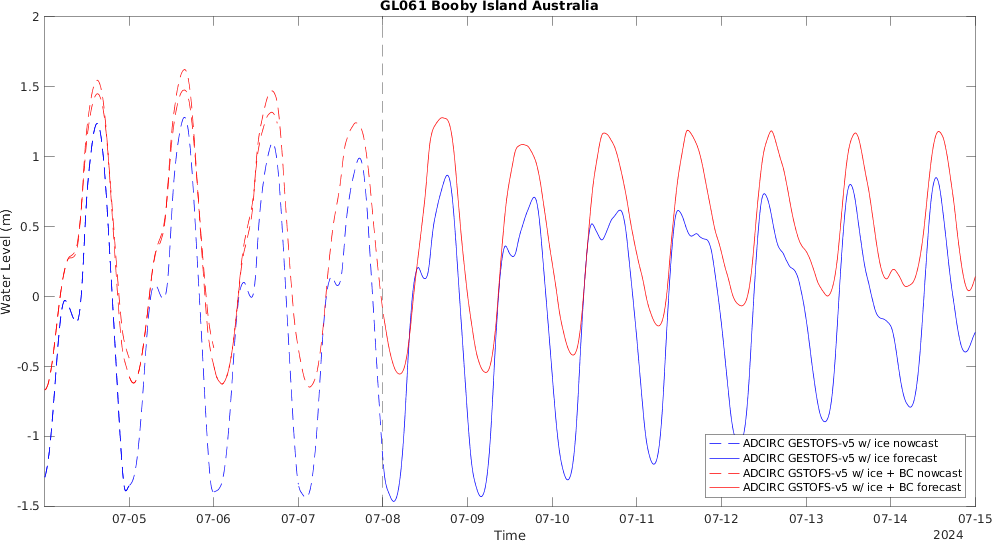 GL061 Booby Island Australia
2
1.5
1
0.5
0
-0.5
-1
-1.5
Water Level (m)
ADCIRC GESTOFS-v5 w/ ice nowcast
ADCIRC GESTOFS-v5 w/ ice forecast
ADCIRC GSTOFS-v5 w/ ice + BC nowcast
ADCIRC GSTOFS-v5 w/ ice + BC forecast
07-05 07-06 07-07 07-08 07-09 07-10 07-11 07-12 07-13 07-14 07-15
Time
2024